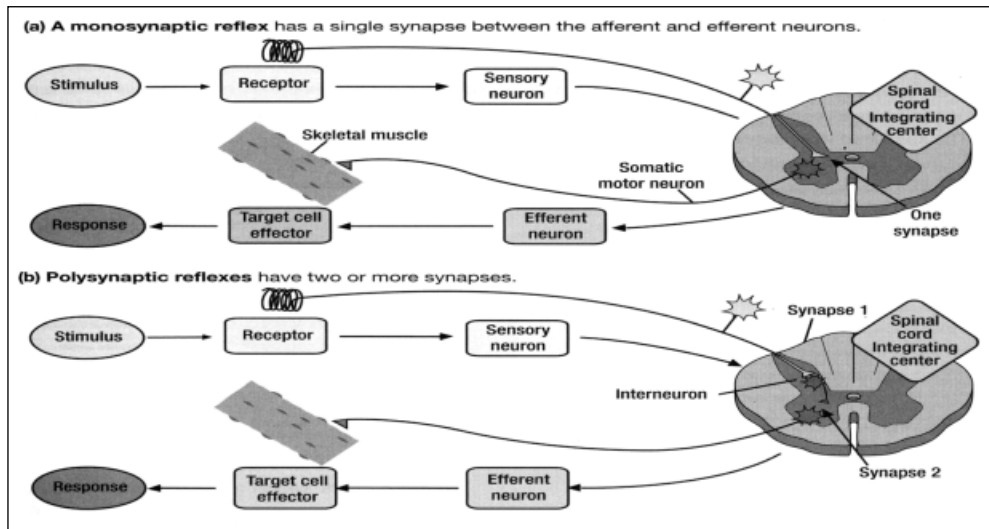 (a) A monosynaptic reflex has a single synapse between the afferent and efferent neurons.
Stimulus
Receptor
Sensory
neuron
Spinal
cord
Integrating
center
Skeletal muscle
Somatic
motor neuron
One
synapse
Response
Target cell
effector
Efferent
neuron
(b) Polysynaptic reflexes have two or more synapses.
Stimulus
Receptor
Sensory
neuron
Synapse 1
Spinal
cord
Integrating
center
Interneuron
Synapse 2
Response
Target cell
effector
Efferent
neuron